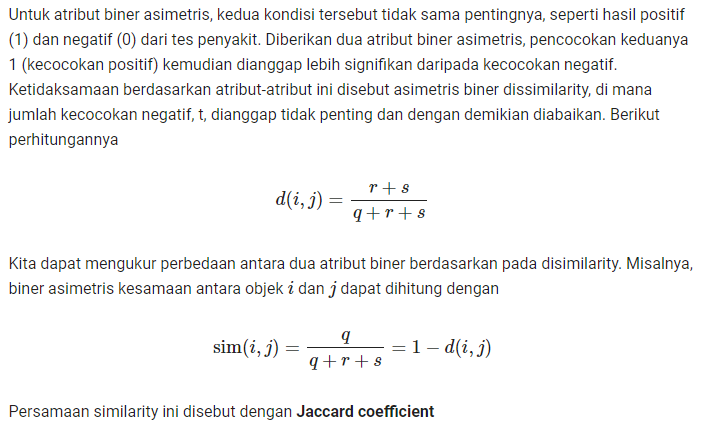 Untuk atribut biner asimetris, kedua kondisi tersebut tidak sama pentingnya, seperti hasil positif
(1) dan negatif (0) dari tes penyakit. Diberikan dua atribut biner asimetris, pencocokan keduanya
1 (kecocokan positif) kemudian dianggap lebih signifikan daripada kecocokan negatif.
Ketidaksamaan berdasarkan atribut-atribut ini disebut asimetris biner dissimilarity, di mana
jumlah kecocokan negatif, t, dianggap tidak penting dan dengan demikian diabaikan. Berikut
perhitungannya
d(i, j) = \frac{r + s}{q + r + s}
Kita dapat mengukur perbedaan antara dua atribut biner berdasarkan pada disimilarity. Misalnya,
biner asimetris kesamaan antara objek i dan j dapat dihitung dengan
sim(i, j) = \frac{q}{q + r + s} = 1 − d(i, j)
Persamaan similarity ini disebut dengan Jaccard coefficient